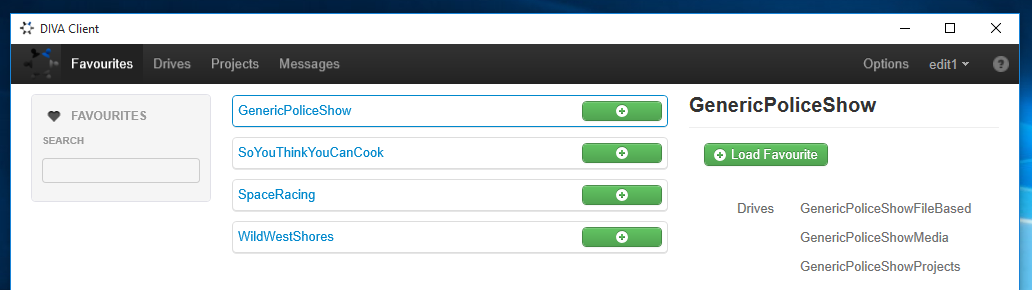 DIVA Client
Favourites Drives Projects Messages Options edit1
FAVOURITES
SEARCH
GenericPoliceShow
SoYouThinkYouCanCook
SpaceRacing
WildWestShores
GenericPoliceShow
Load Favourite
Drives GenericPoliceShowFileBased
GenericPoliceShowMedia
GenericPoliceShowProjects